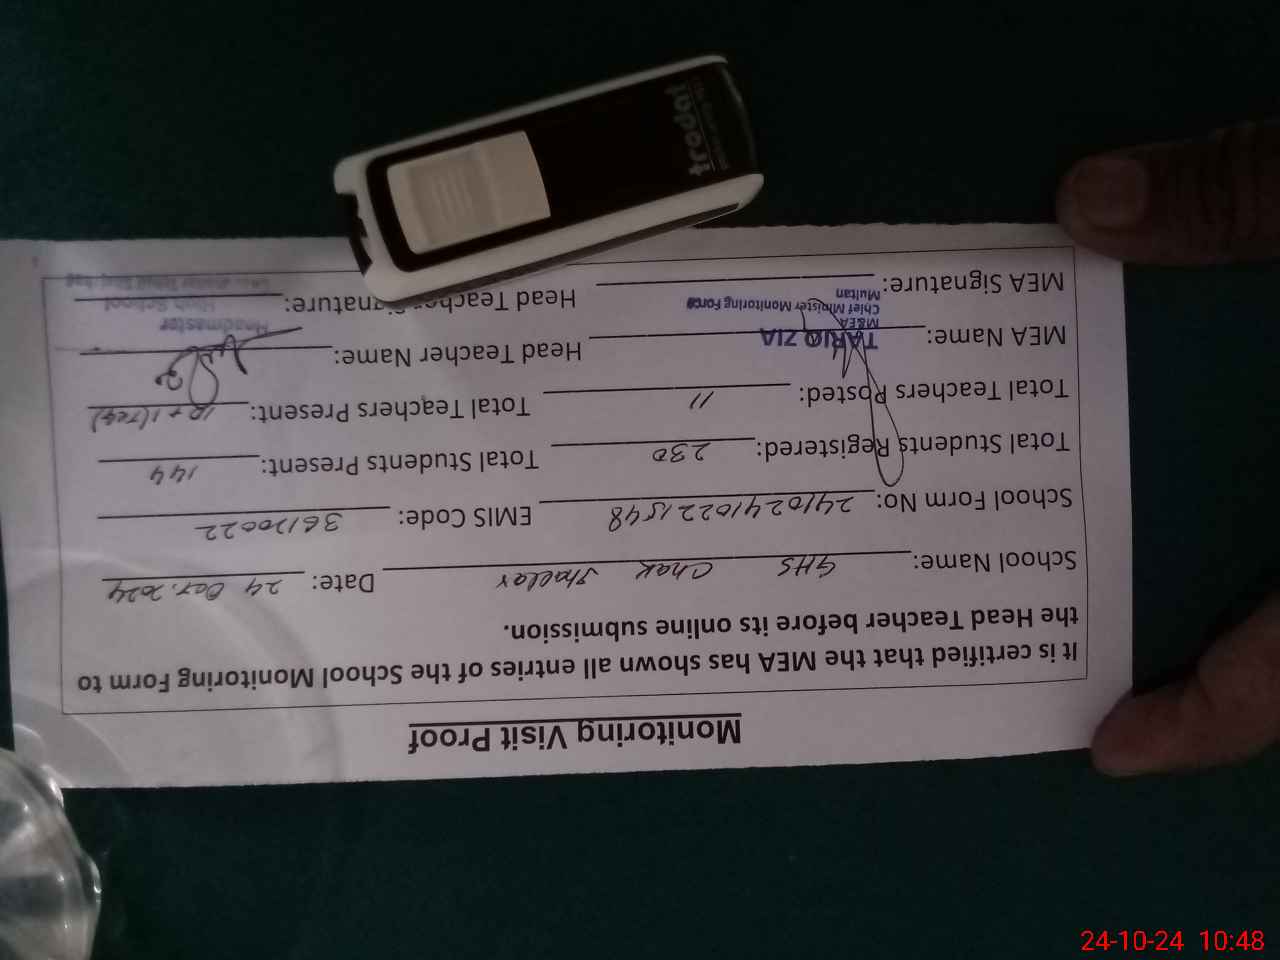 Monitoring Visit Proof
It is certified that the MEA has shown all entries of the School Monitoring Form to
the Head Teacher before its online submission.
School Name: GHS Chak Jhallar Date: 24 Oct. 2024
School Form No: 24102410221548 EMIS Code: 36120022
Total Students Registered: 230 Total Students Present: 144
Total Teachers Posted: 11 Total Teachers Present: 10 + 1
MEA Name: TARIQ ZIA Head Teacher Name:
M&EA Headmaster
Chief Minister Monitoring Force High School
Multan
MEA Signature: Head Teacher Signature:
trodat
24-10-24 10:48